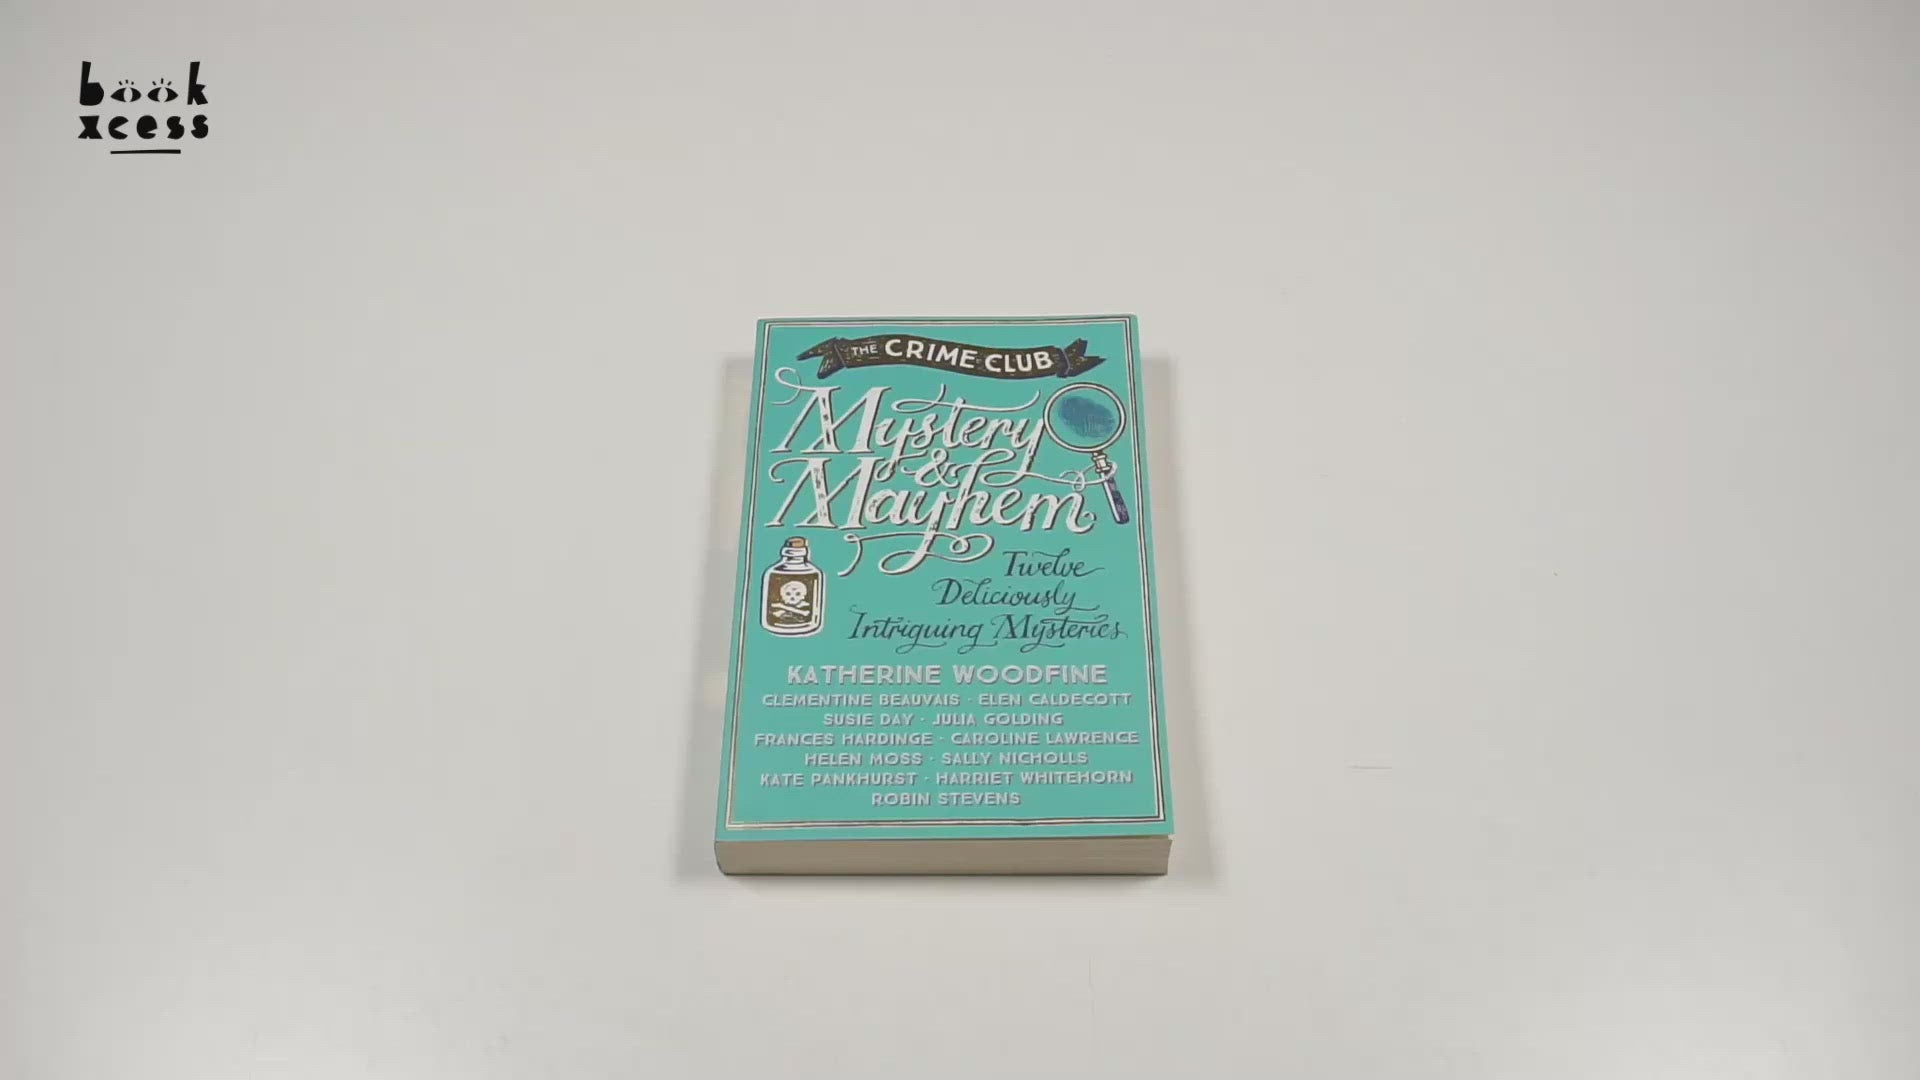 book
xcess
THE CRIME CLUB
Mystery
&
Mayhem
Twelve
Deliciously
Intriguing Mysteries
KATHERINE WOODFINE
CLEMENTINE BEAUVAIS · ELEN CALDECOTT
SUSIE DAY · JULIA GOLDING
FRANCES HARDINGE · CAROLINE LAWRENCE
HELEN MOSS · SALLY NICHOLLS
KATE PANKHURST · HARRIET WHITEHORN
ROBIN STEVENS